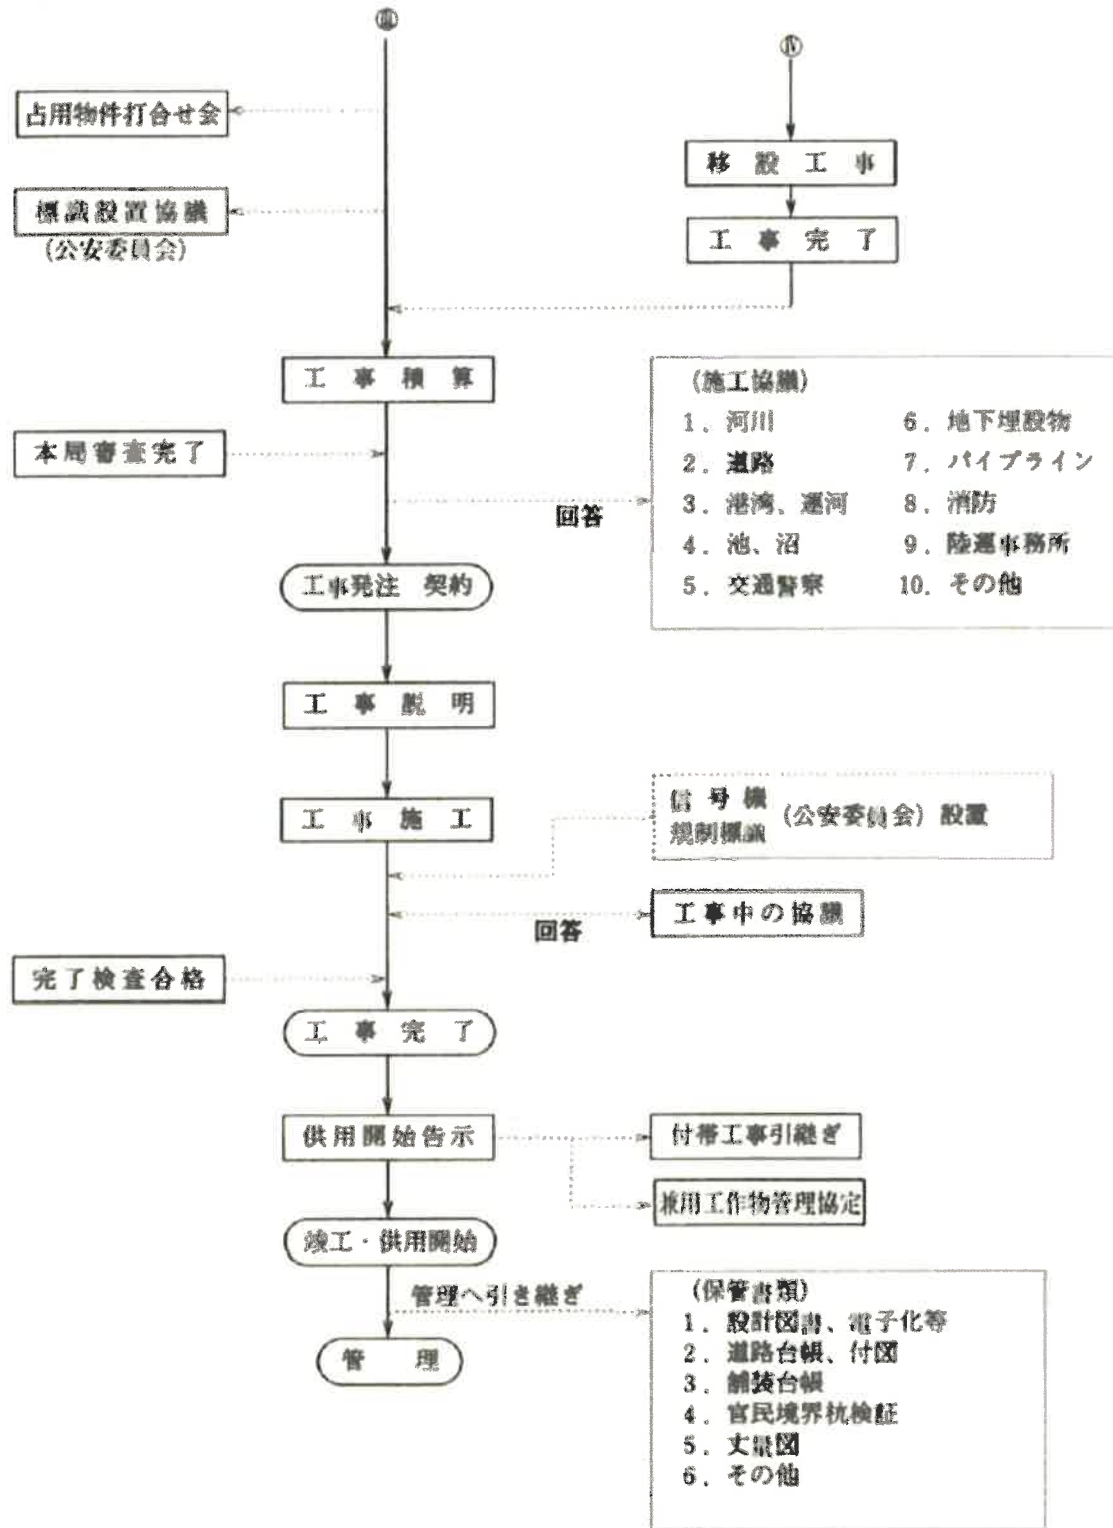 Ⅲ
Ⅳ
占用物件打合せ会
移設工事
標識設置協議
(公安委員会)
工事完了
工事積算
(施工協議)
1. 河川
2. 道路
3. 港湾、運河
4. 池、沼
5. 交通警察
6. 地下埋設物
7. パイプライン
8. 消防
9. 陸運事務所
10. その他
本局審査完了
回答
工事発注 契約
工事説明
工事施工
信号機
規制標識
(公安委員会) 設置
工事中の協議
回答
完了検査合格
工事完了
供用開始告示
付帯工事引継ぎ
兼用工作物管理協定
竣工・供用開始
管理へ引き継ぎ
管理
(保管書類)
1. 設計図書、電子化等
2. 道路台帳、付図
3. 舗装台帳
4. 官民境界杭検証
5. 丈量図
6. その他